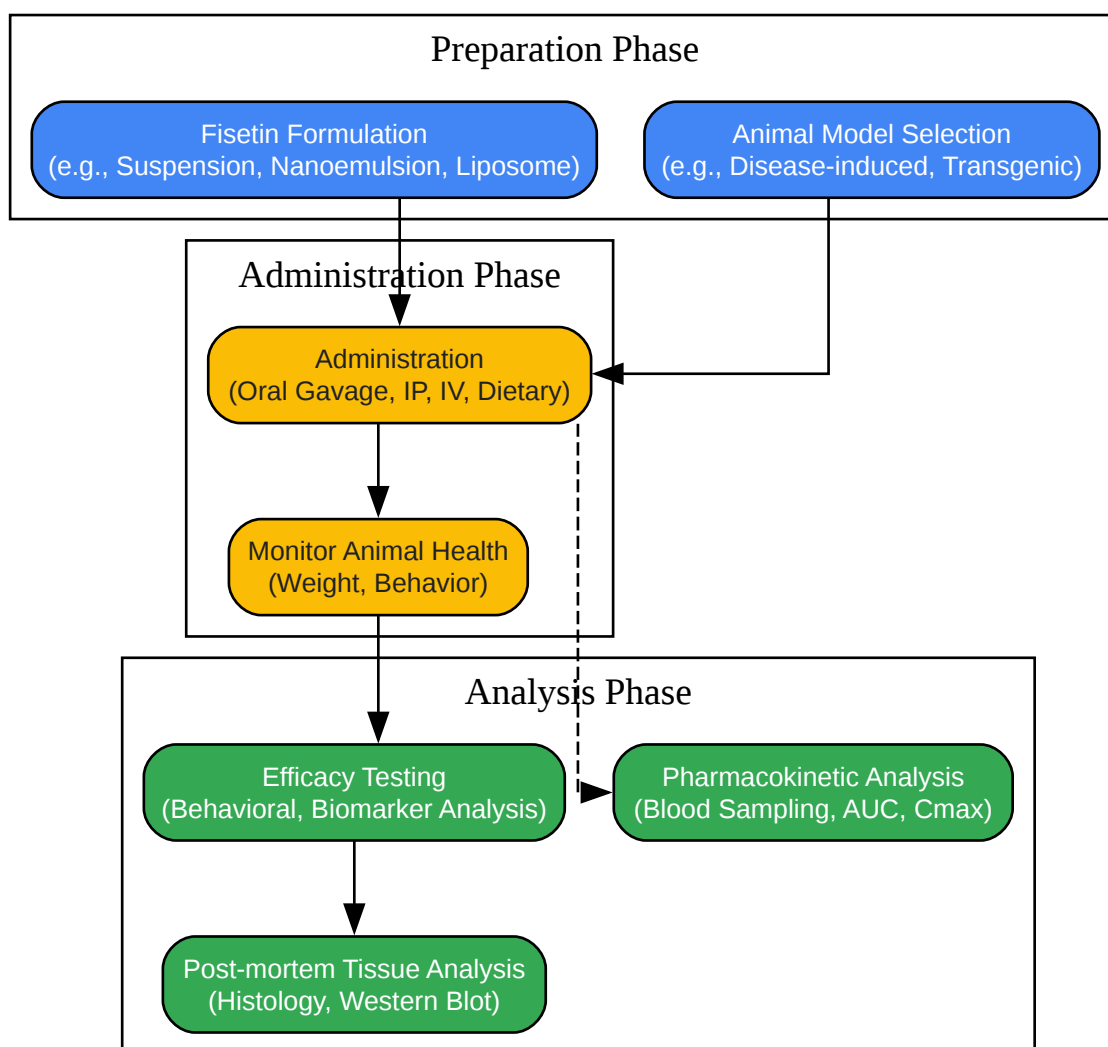 Preparation Phase
Fisetin Formulation
(e.g., Suspension, Nanoemulsion, Liposome)
Animal Model Selection
(e.g., Disease-induced, Transgenic)
Administration Phase
Administration
(Oral Gavage, IP, IV, Dietary)
Monitor Animal Health
(Weight, Behavior)
Analysis Phase
Efficacy Testing
(Behavioral, Biomarker Analysis)
Pharmacokinetic Analysis
(Blood Sampling, AUC, Cmax)
Post-mortem Tissue Analysis
(Histology, Western Blot)